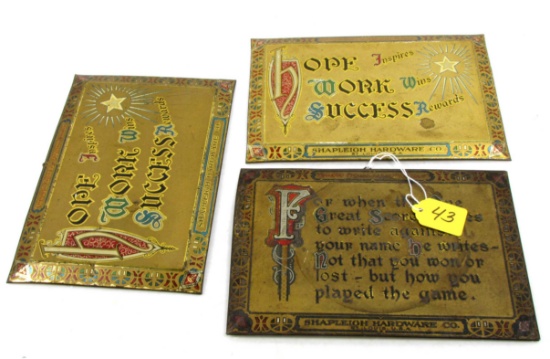 HOPE Inspires
WORK Wins
SUCCESS Rewards
HOPE Inspires
WORK Wins
SUCCESS Rewards
SHAPLEIGH HARDWARE CO.
43
For when the One
Great Scorer comes
to write against
your name he writes-
Not that you won or
lost - but how you
played the game.
SHAPLEIGH HARDWARE CO.